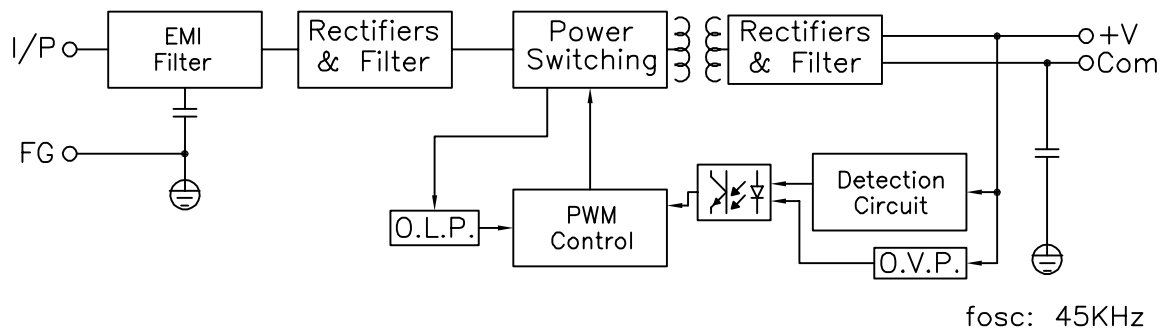 I/P
EMI
Filter
Rectifiers
& Filter
Power
Switching
Rectifiers
& Filter
+V
Com
FG
O.L.P.
PWM
Control
Detection
Circuit
O.V.P.
fosc: 45KHz